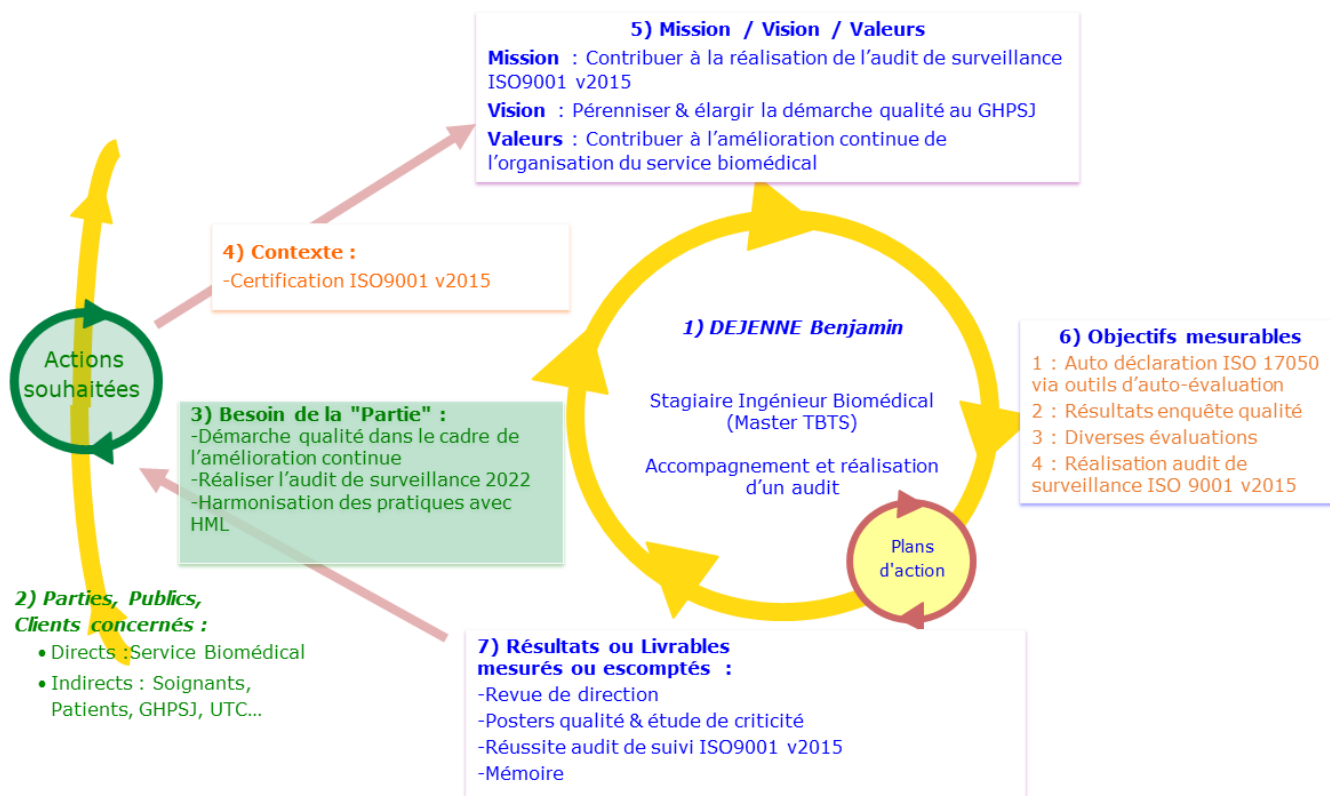 5) Mission / Vision / Valeurs
Mission : Contribuer à la réalisation de l'audit de surveillance
ISO9001 v2015
Vision : Pérenniser & élargir la démarche qualité au GHPSJ
Valeurs : Contribuer à l'amélioration continue de
l'organisation du service biomédical
4) Contexte :
-Certification ISO9001 v2015
1) DEJENNE Benjamin
Stagiaire Ingénieur Biomédical
(Master TBTS)
Accompagnement et réalisation
d'un audit
6) Objectifs mesurables
1 : Auto déclaration ISO 17050
via outils d'auto-évaluation
2 : Résultats enquête qualité
3 : Diverses évaluations
4 : Réalisation audit de
surveillance ISO 9001 v2015
Actions
souhaitées
3) Besoin de la "Partie" :
-Démarche qualité dans le cadre de
l'amélioration continue
-Réaliser l'audit de surveillance 2022
-Harmonisation des pratiques avec
HML
Plans
d'action
2) Parties, Publics,
Clients concernés :
• Directs :Service Biomédical
• Indirects : Soignants,
Patients, GHPSJ, UTC...
7) Résultats ou Livrables
mesurés ou escomptés :
-Revue de direction
-Posters qualité & étude de criticité
-Réussite audit de suivi ISO9001 v2015
-Mémoire